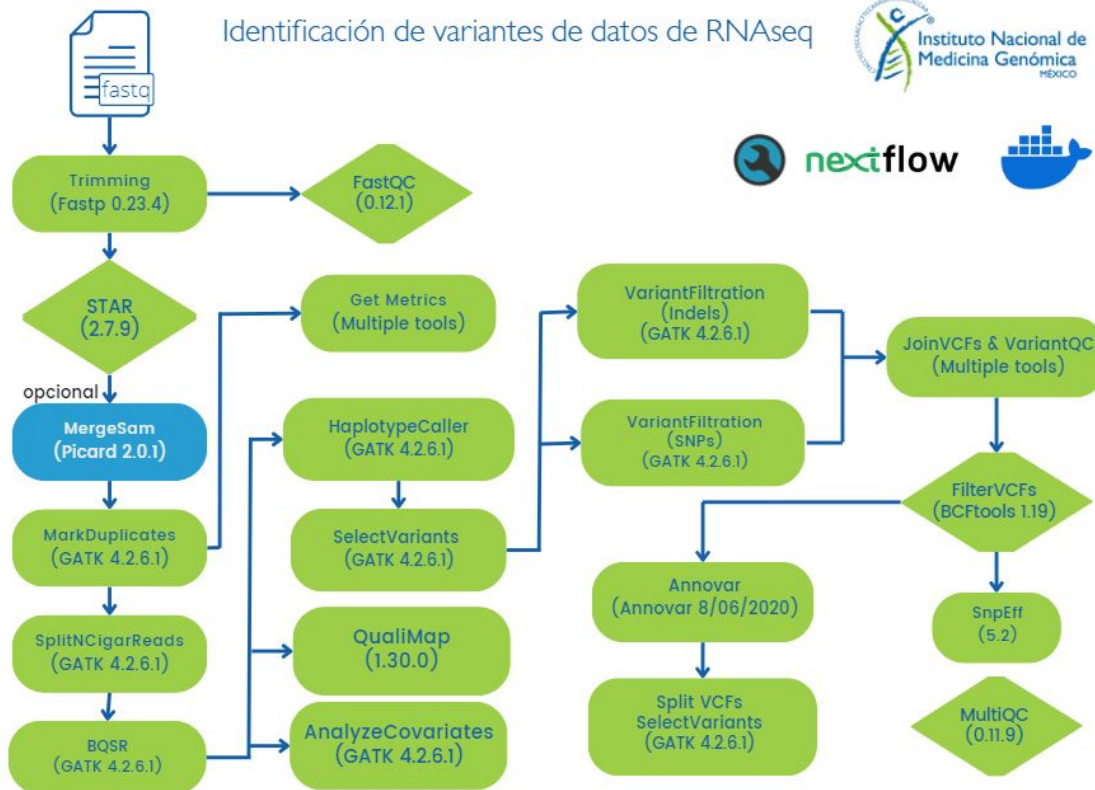 Identificación de variantes de datos de RNAseq
Instituto Nacional de
Medicina Genómica
MÉXICO
fastq
nextflow
Trimming
(Fastp 0.23.4)
FastQC
(0.12.1)
STAR
(2.7.9)
Get Metrics
(Multiple tools)
VariantFiltration
(Indels)
(GATK 4.2.6.1)
JoinVCFs & VariantQC
(Multiple tools)
opcional
MergeSam
(Picard 2.0.1)
HaplotypeCaller
(GATK 4.2.6.1)
VariantFiltration
(SNPs)
(GATK 4.2.6.1)
FilterVCFs
(BCFtools 1.19)
MarkDuplicates
(GATK 4.2.6.1)
SelectVariants
(GATK 4.2.6.1)
Annovar
(Annovar 8/06/2020)
SnpEff
(5.2)
SplitNCigarReads
(GATK 4.2.6.1)
QualiMap
(1.30.0)
Split VCFs
SelectVariants
(GATK 4.2.6.1)
MultiQC
(0.11.9)
BQSR
(GATK 4.2.6.1)
AnalyzeCovariates
(GATK 4.2.6.1)